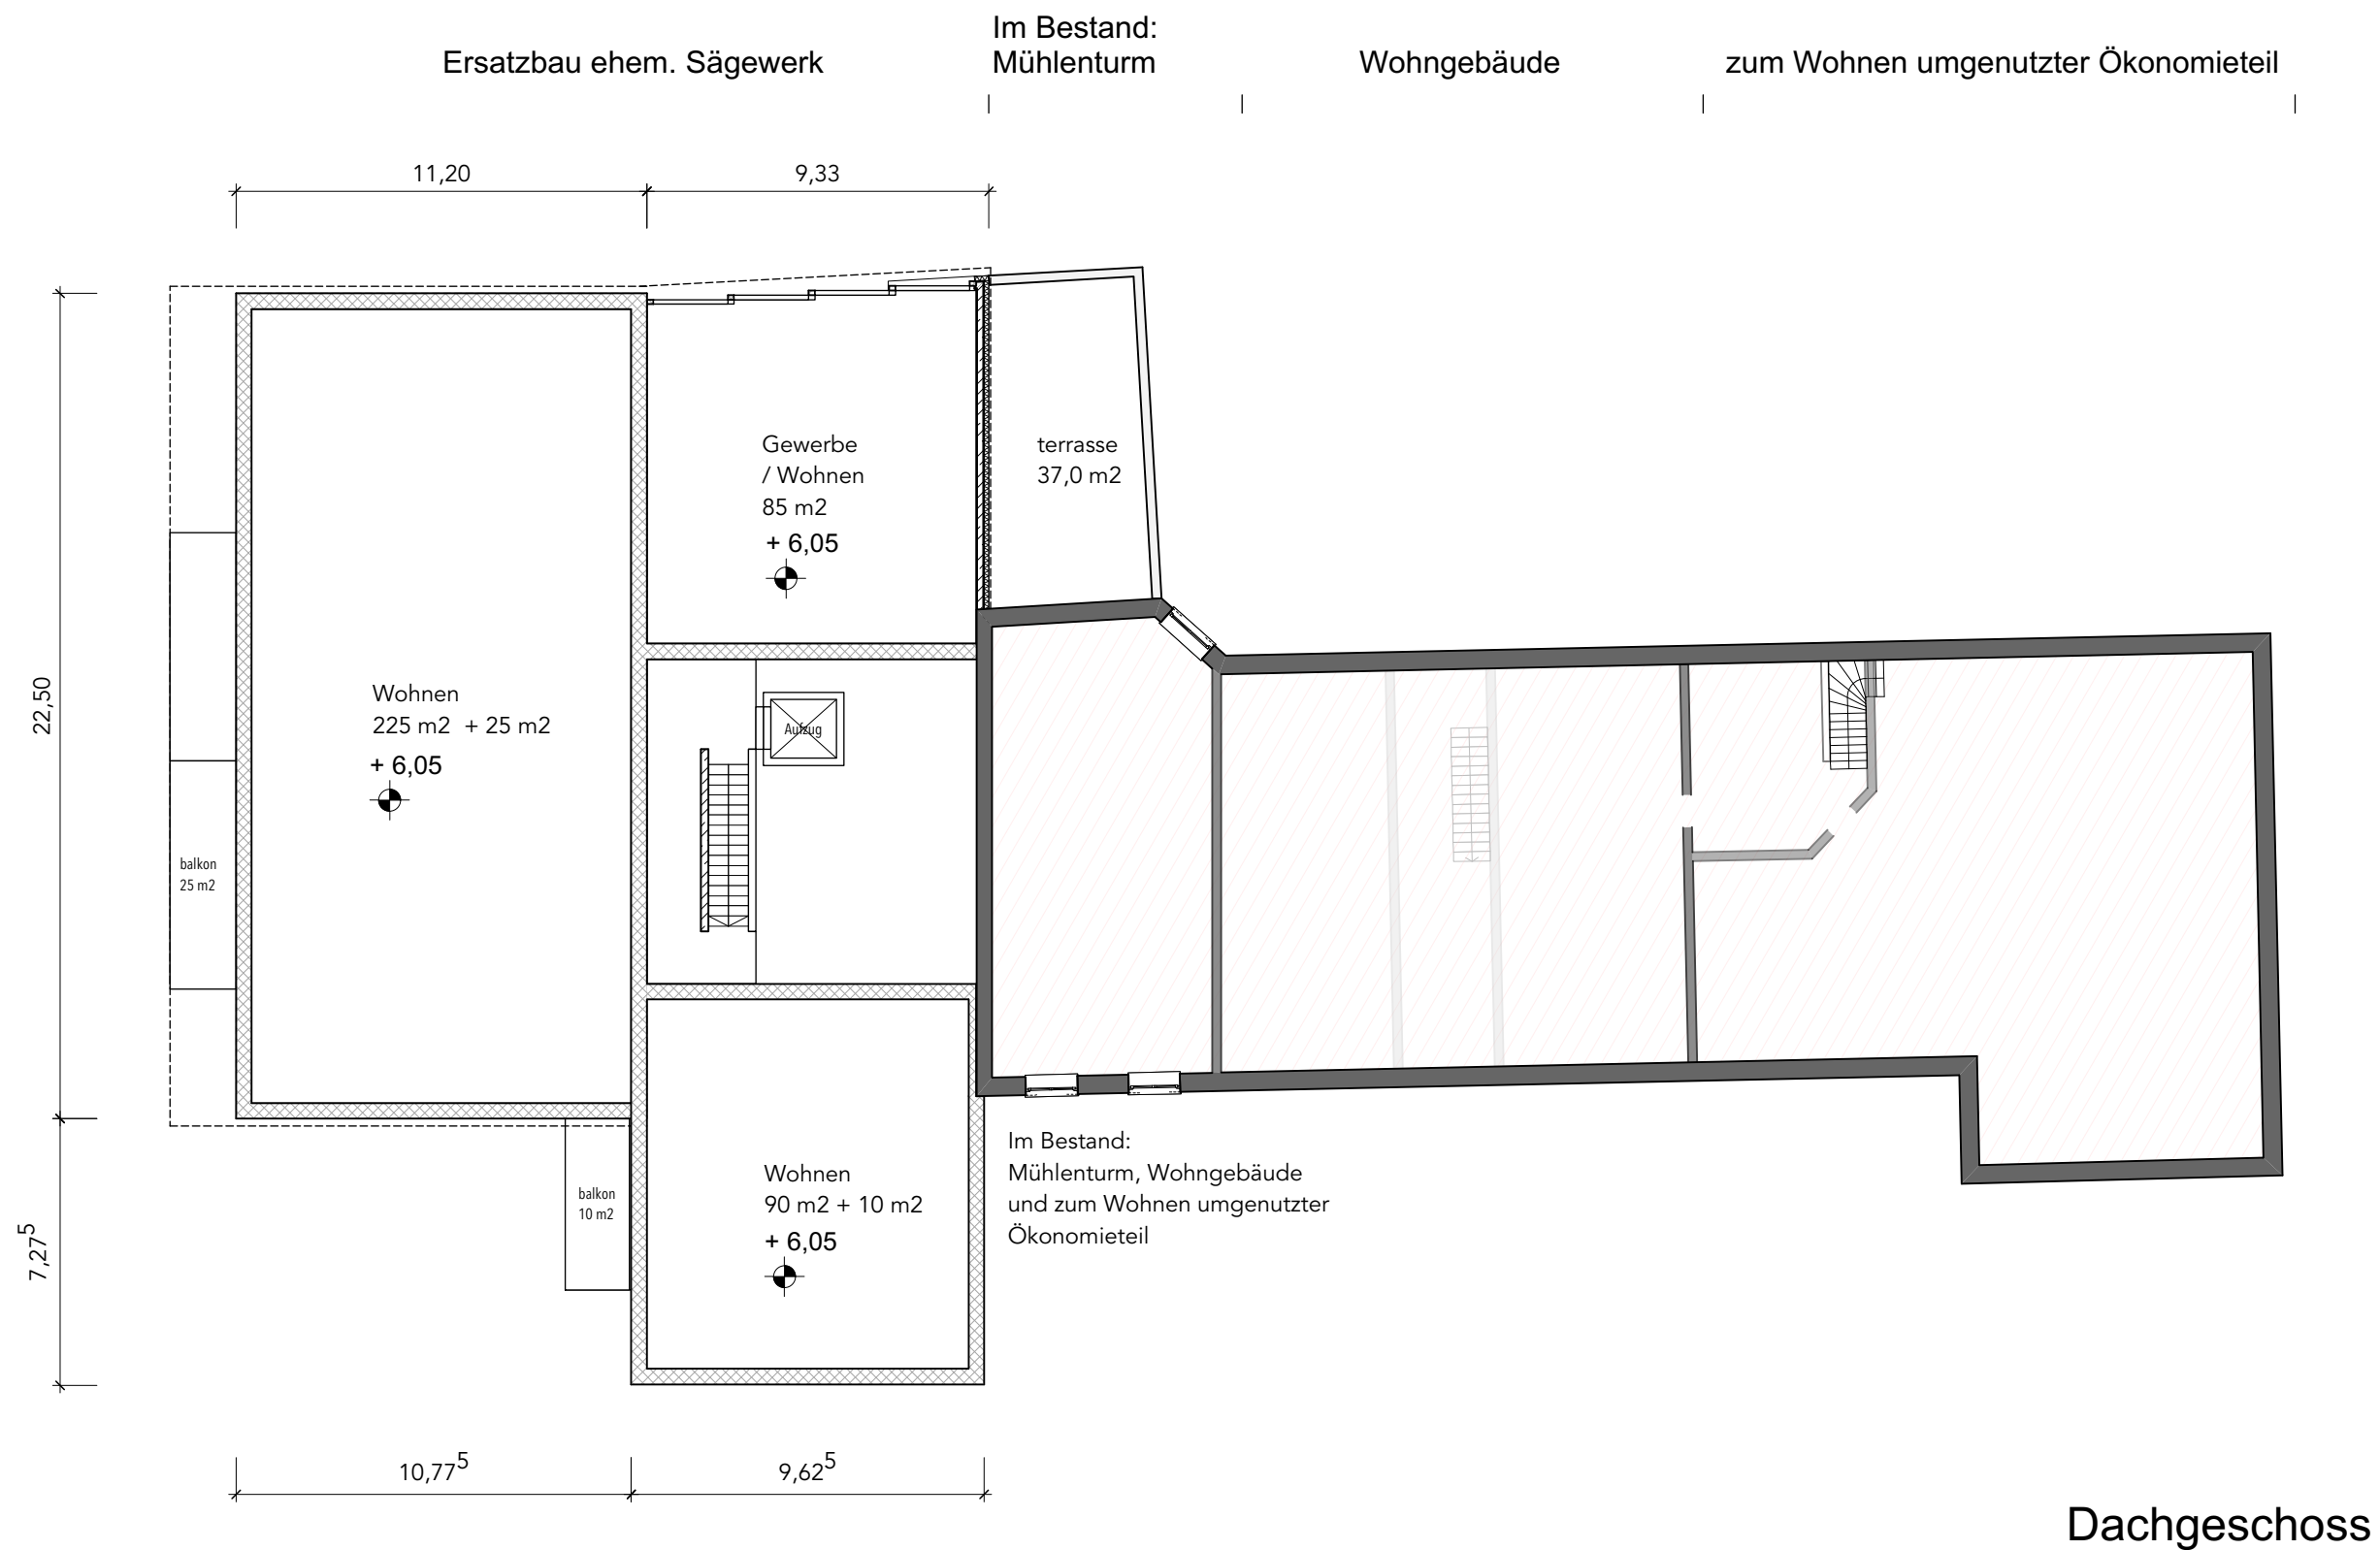 Im Bestand:
Ersatzbau ehem. Sägewerk
Mühlenturm
Wohngebäude
zum Wohnen umgenutzter Ökonomieteil
11,20
9,33
Gewerbe
/ Wohnen
85 m2
+ 6,05
terrasse
37,0 m2
22,50
Wohnen
225 m2 + 25 m2
+ 6,05
Aufzug
balkon
25 m2
Im Bestand:
Mühlenturm, Wohngebäude
und zum Wohnen umgenutzter
Ökonomieteil
Wohnen
90 m2 + 10 m2
+ 6,05
balkon
10 m2
7,27⁵
10,77⁵
9,62⁵
Dachgeschoss